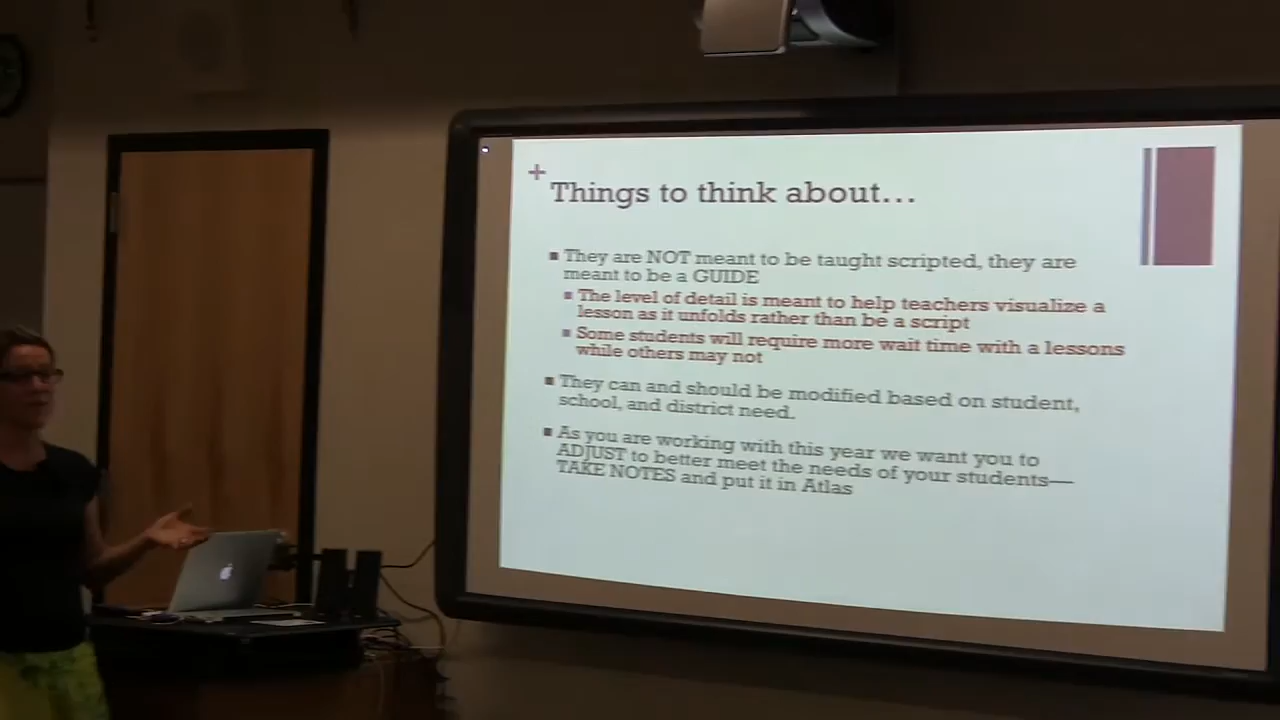 +
Things to think about...
■ They are NOT meant to be taught scripted, they are
meant to be a GUIDE
■ The level of detail is meant to help teachers visualize a
lesson as it unfolds rather than be a script
■ Some students will require more wait time with a lessons
while others may not
■ They can and should be modified based on student,
school, and district need.
■ As you are working with this year we want you to
ADJUST to better meet the needs of your students—
TAKE NOTES and put it in Atlas